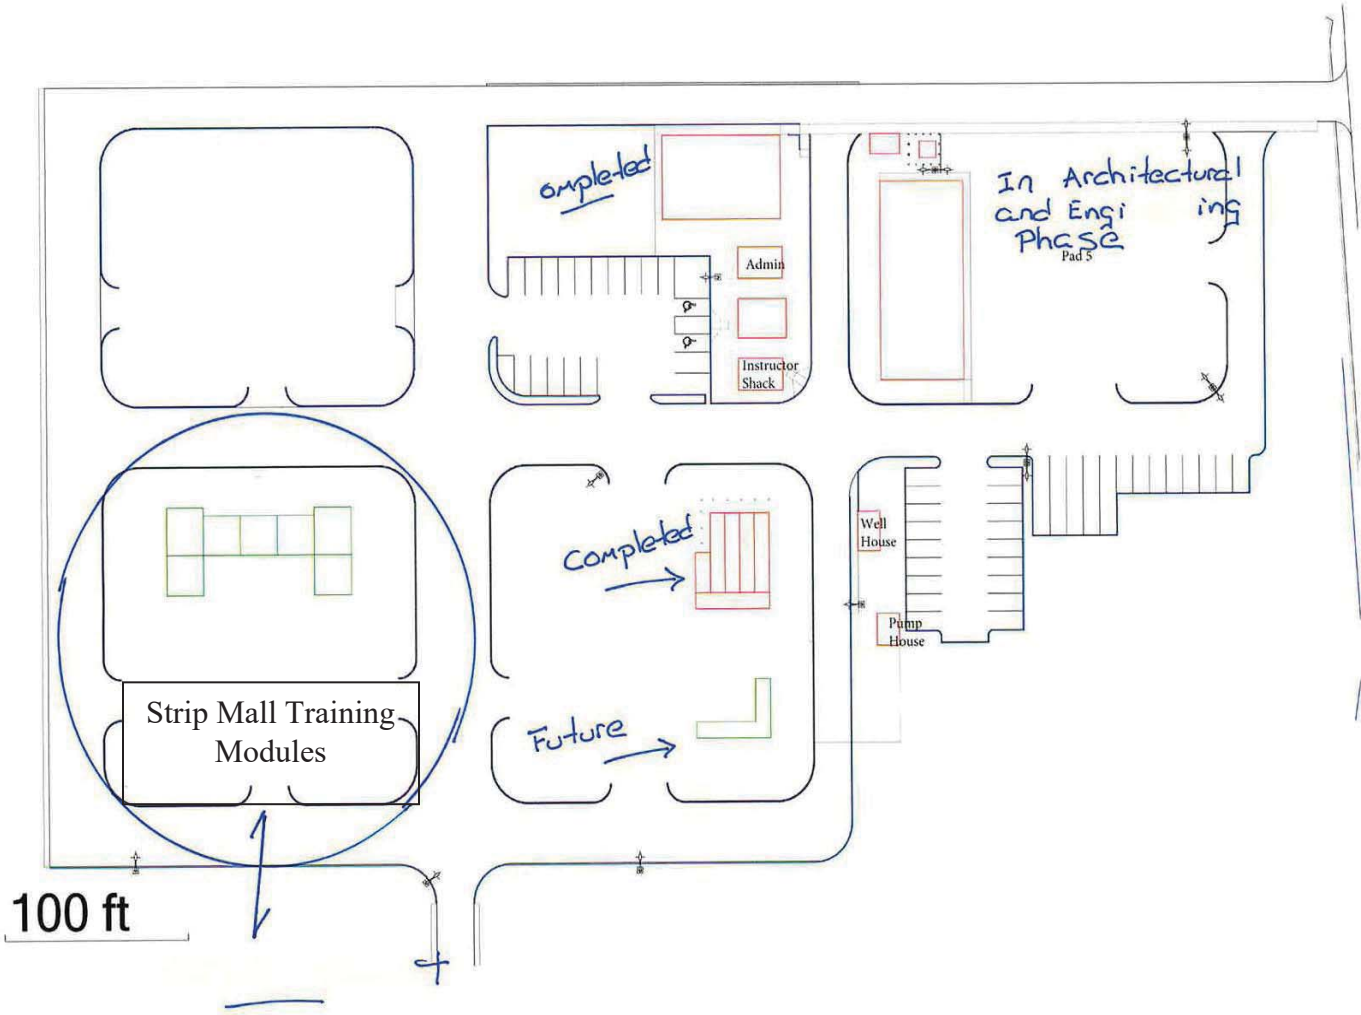 ompleted
In Architectural
and Engi ing
Phase
Pad 5
Admin
Instructor
Shack
Completed
Well
House
Pump
House
Strip Mall Training
Modules
Future
100 ft